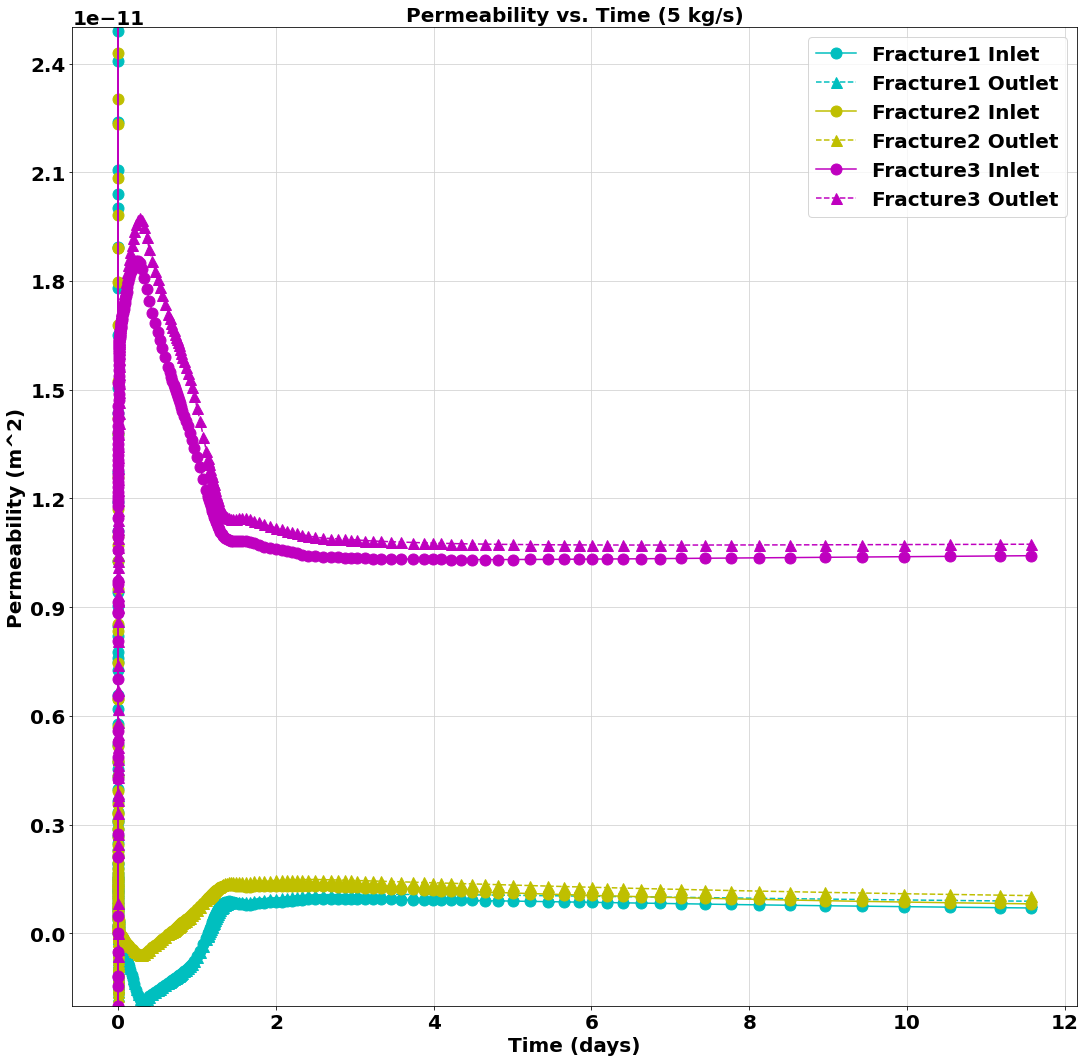 Permeability vs. Time (5 kg/s)
1e−11
Fracture1 Inlet
Fracture1 Outlet
Fracture2 Inlet
Fracture2 Outlet
Fracture3 Inlet
Fracture3 Outlet
2.4
2.1
1.8
1.5
1.2
0.9
0.6
0.3
0.0
Permeability (m^2)
0 2 4 6 8 10 12
Time (days)